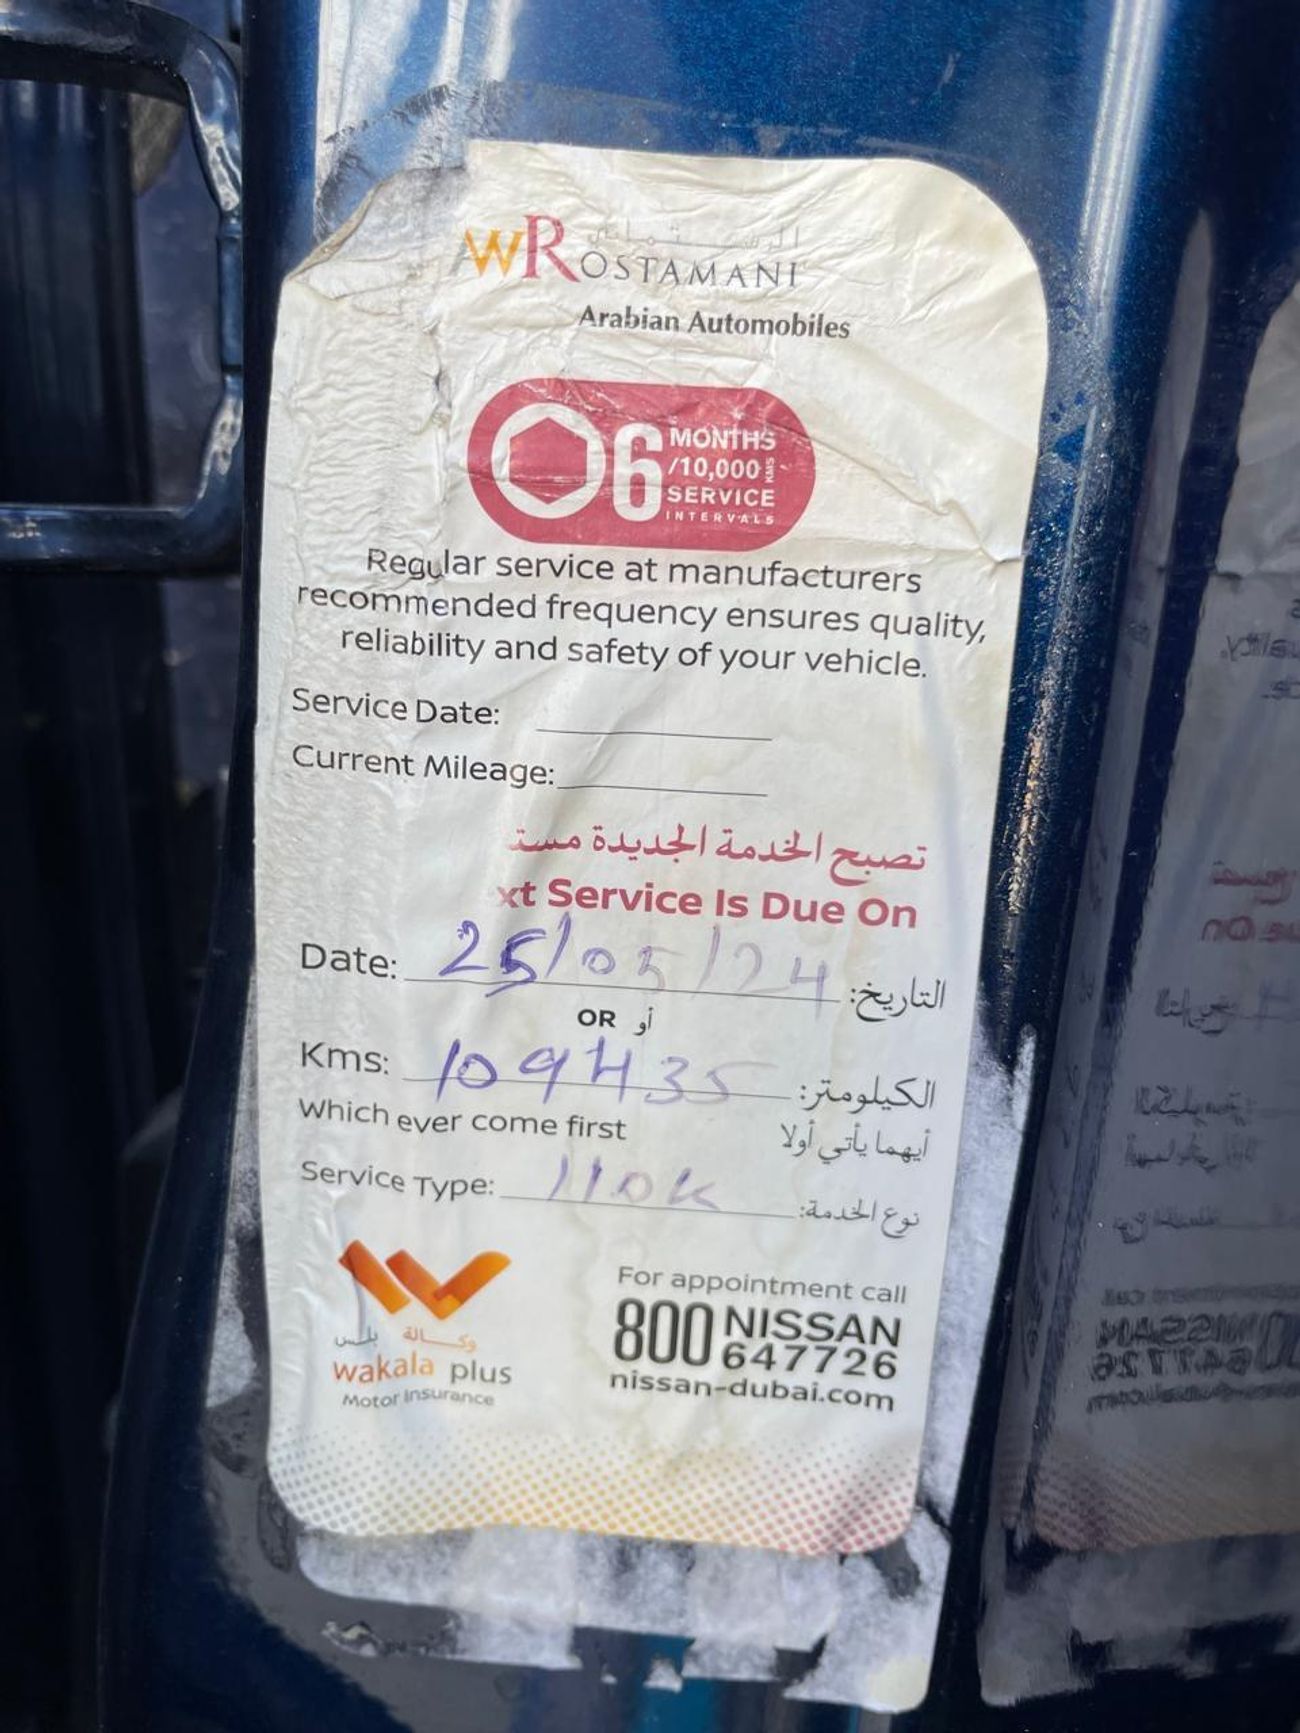 AWROSTAMANI
Arabian Automobiles
6 MONTHS
/10,000 KMS
SERVICE
INTERVALS
Regular service at manufacturers
recommended frequency ensures quality,
reliability and safety of your vehicle.
Service Date:
Current Mileage:
تصبح الخدمة الجديدة مستـ
xt Service Is Due On
Date: 25/05/24 التاريخ:
OR أو
Kms: 109435 الكيلومتر:
Which ever come first أيهما يأتي أولا
Service Type: 110K نوع الخدمة:
وكالة بلس
wakala plus
Motor Insurance
For appointment call
800 NISSAN
647726
nissan-dubai.com